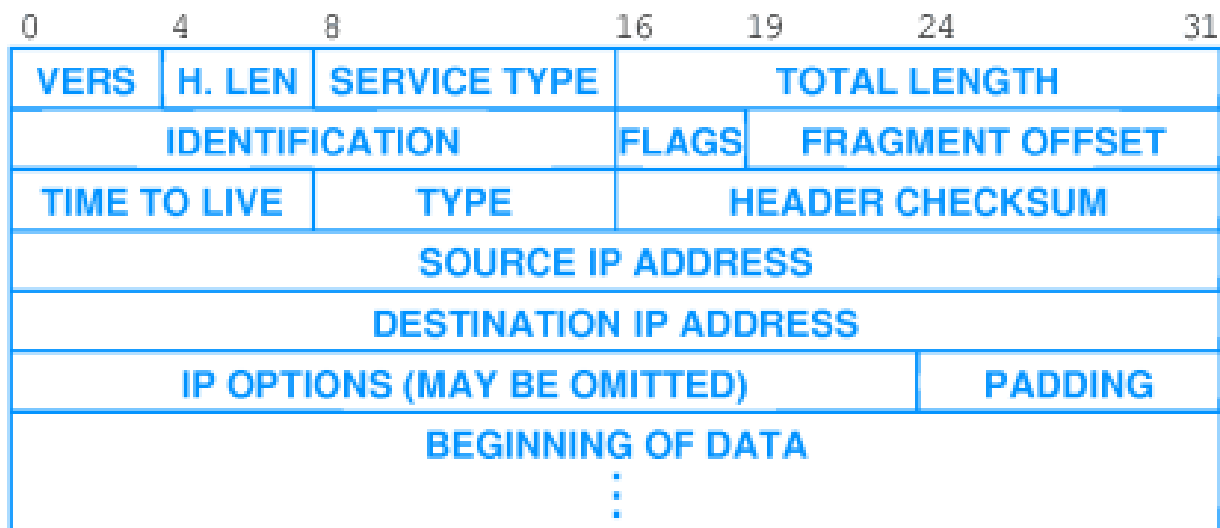 0 4 8 16 19 24 31
VERS H. LEN SERVICE TYPE TOTAL LENGTH
IDENTIFICATION FLAGS FRAGMENT OFFSET
TIME TO LIVE TYPE HEADER CHECKSUM
SOURCE IP ADDRESS
DESTINATION IP ADDRESS
IP OPTIONS (MAY BE OMITTED) PADDING
BEGINNING OF DATA